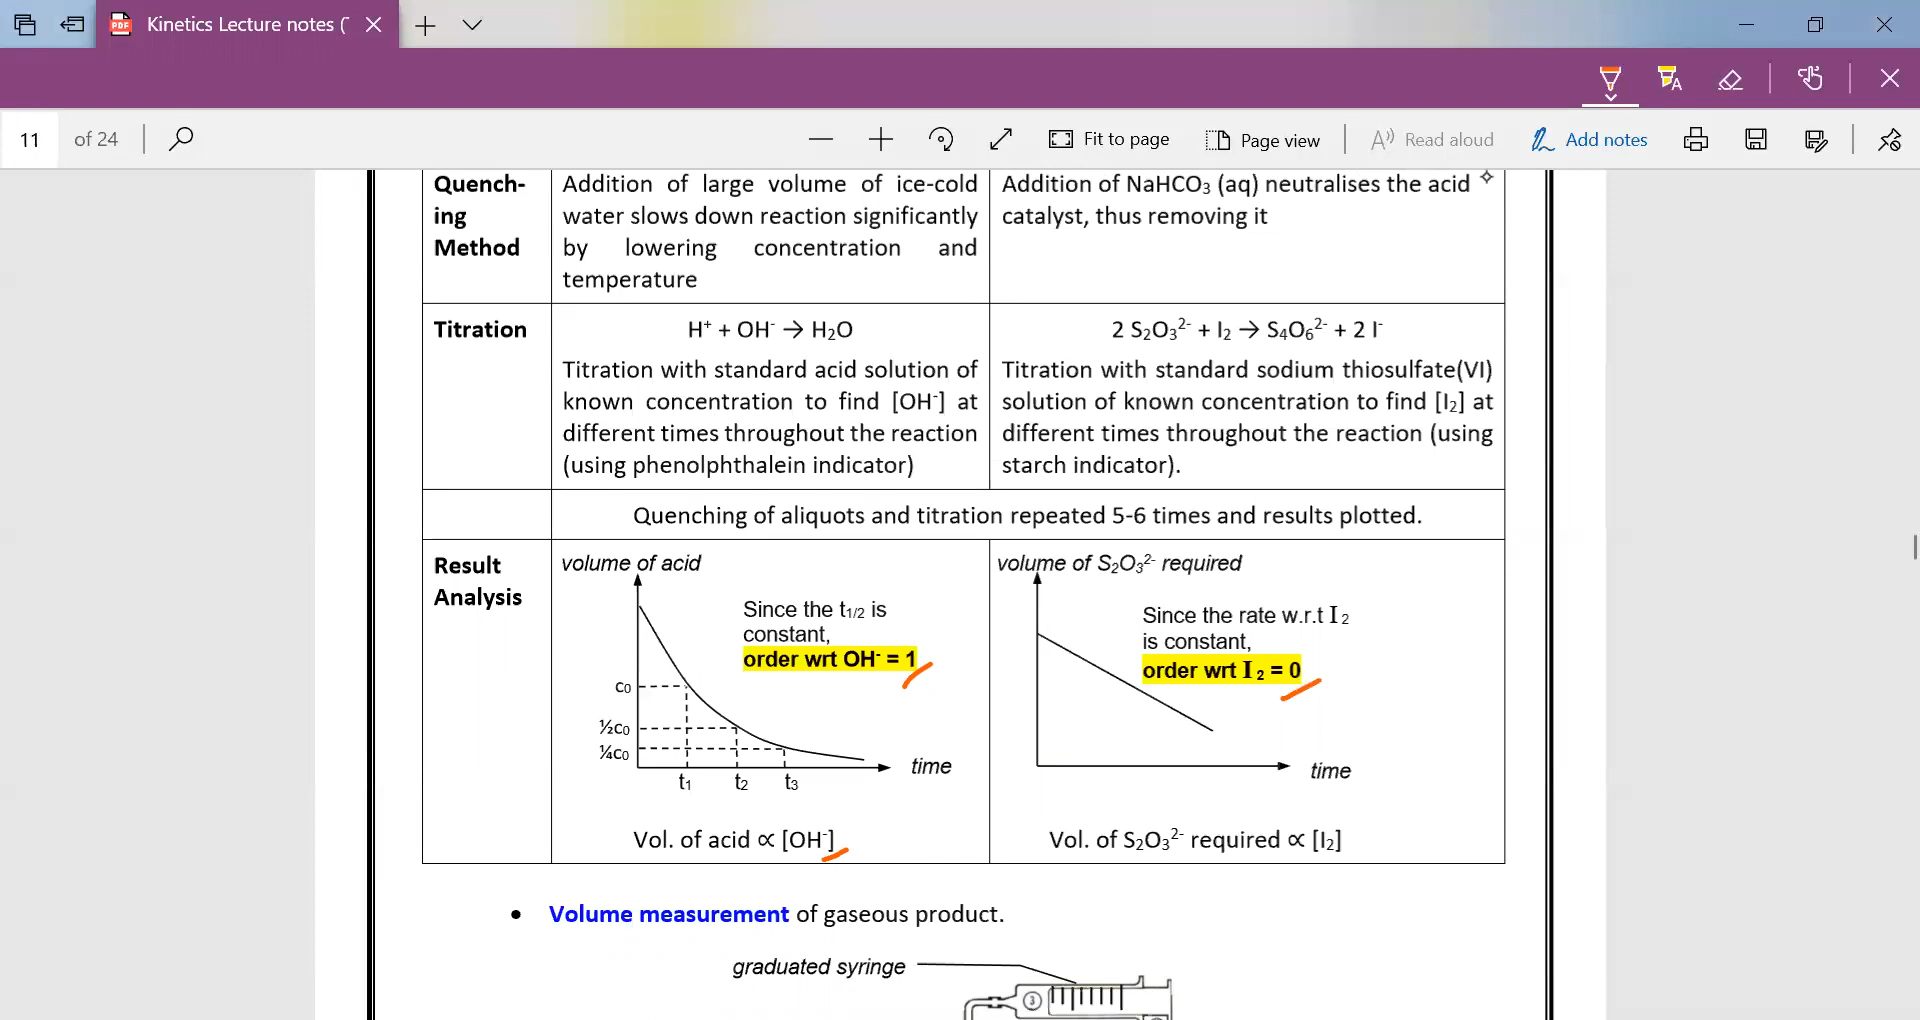 Kinetics Lecture notes (
11 of 24
Fit to page
Page view
Read aloud
Add notes
Quench-
ing
Method
Addition of large volume of ice-cold
water slows down reaction significantly
by lowering concentration and
temperature
Addition of NaHCO₃ (aq) neutralises the acid
catalyst, thus removing it
Titration
H⁺ + OH⁻ → H₂O
Titration with standard acid solution of
known concentration to find [OH⁻] at
different times throughout the reaction
(using phenolphthalein indicator)
2 S₂O₃²⁻ + I₂ → S₄O₆²⁻ + 2 I⁻
Titration with standard sodium thiosulfate(VI)
solution of known concentration to find [I₂] at
different times throughout the reaction (using
starch indicator).
Quenching of aliquots and titration repeated 5-6 times and results plotted.
Result
Analysis
volume of acid
Since the t₁/₂ is
constant,
order wrt OH⁻ = 1
c₀
½c₀
¼c₀
t₁ t₂ t₃
time
Vol. of acid ∝ [OH⁻]
volume of S₂O₃²⁻ required
Since the rate w.r.t I₂
is constant,
order wrt I₂ = 0
time
Vol. of S₂O₃²⁻ required ∝ [I₂]
• Volume measurement of gaseous product.
graduated syringe
3